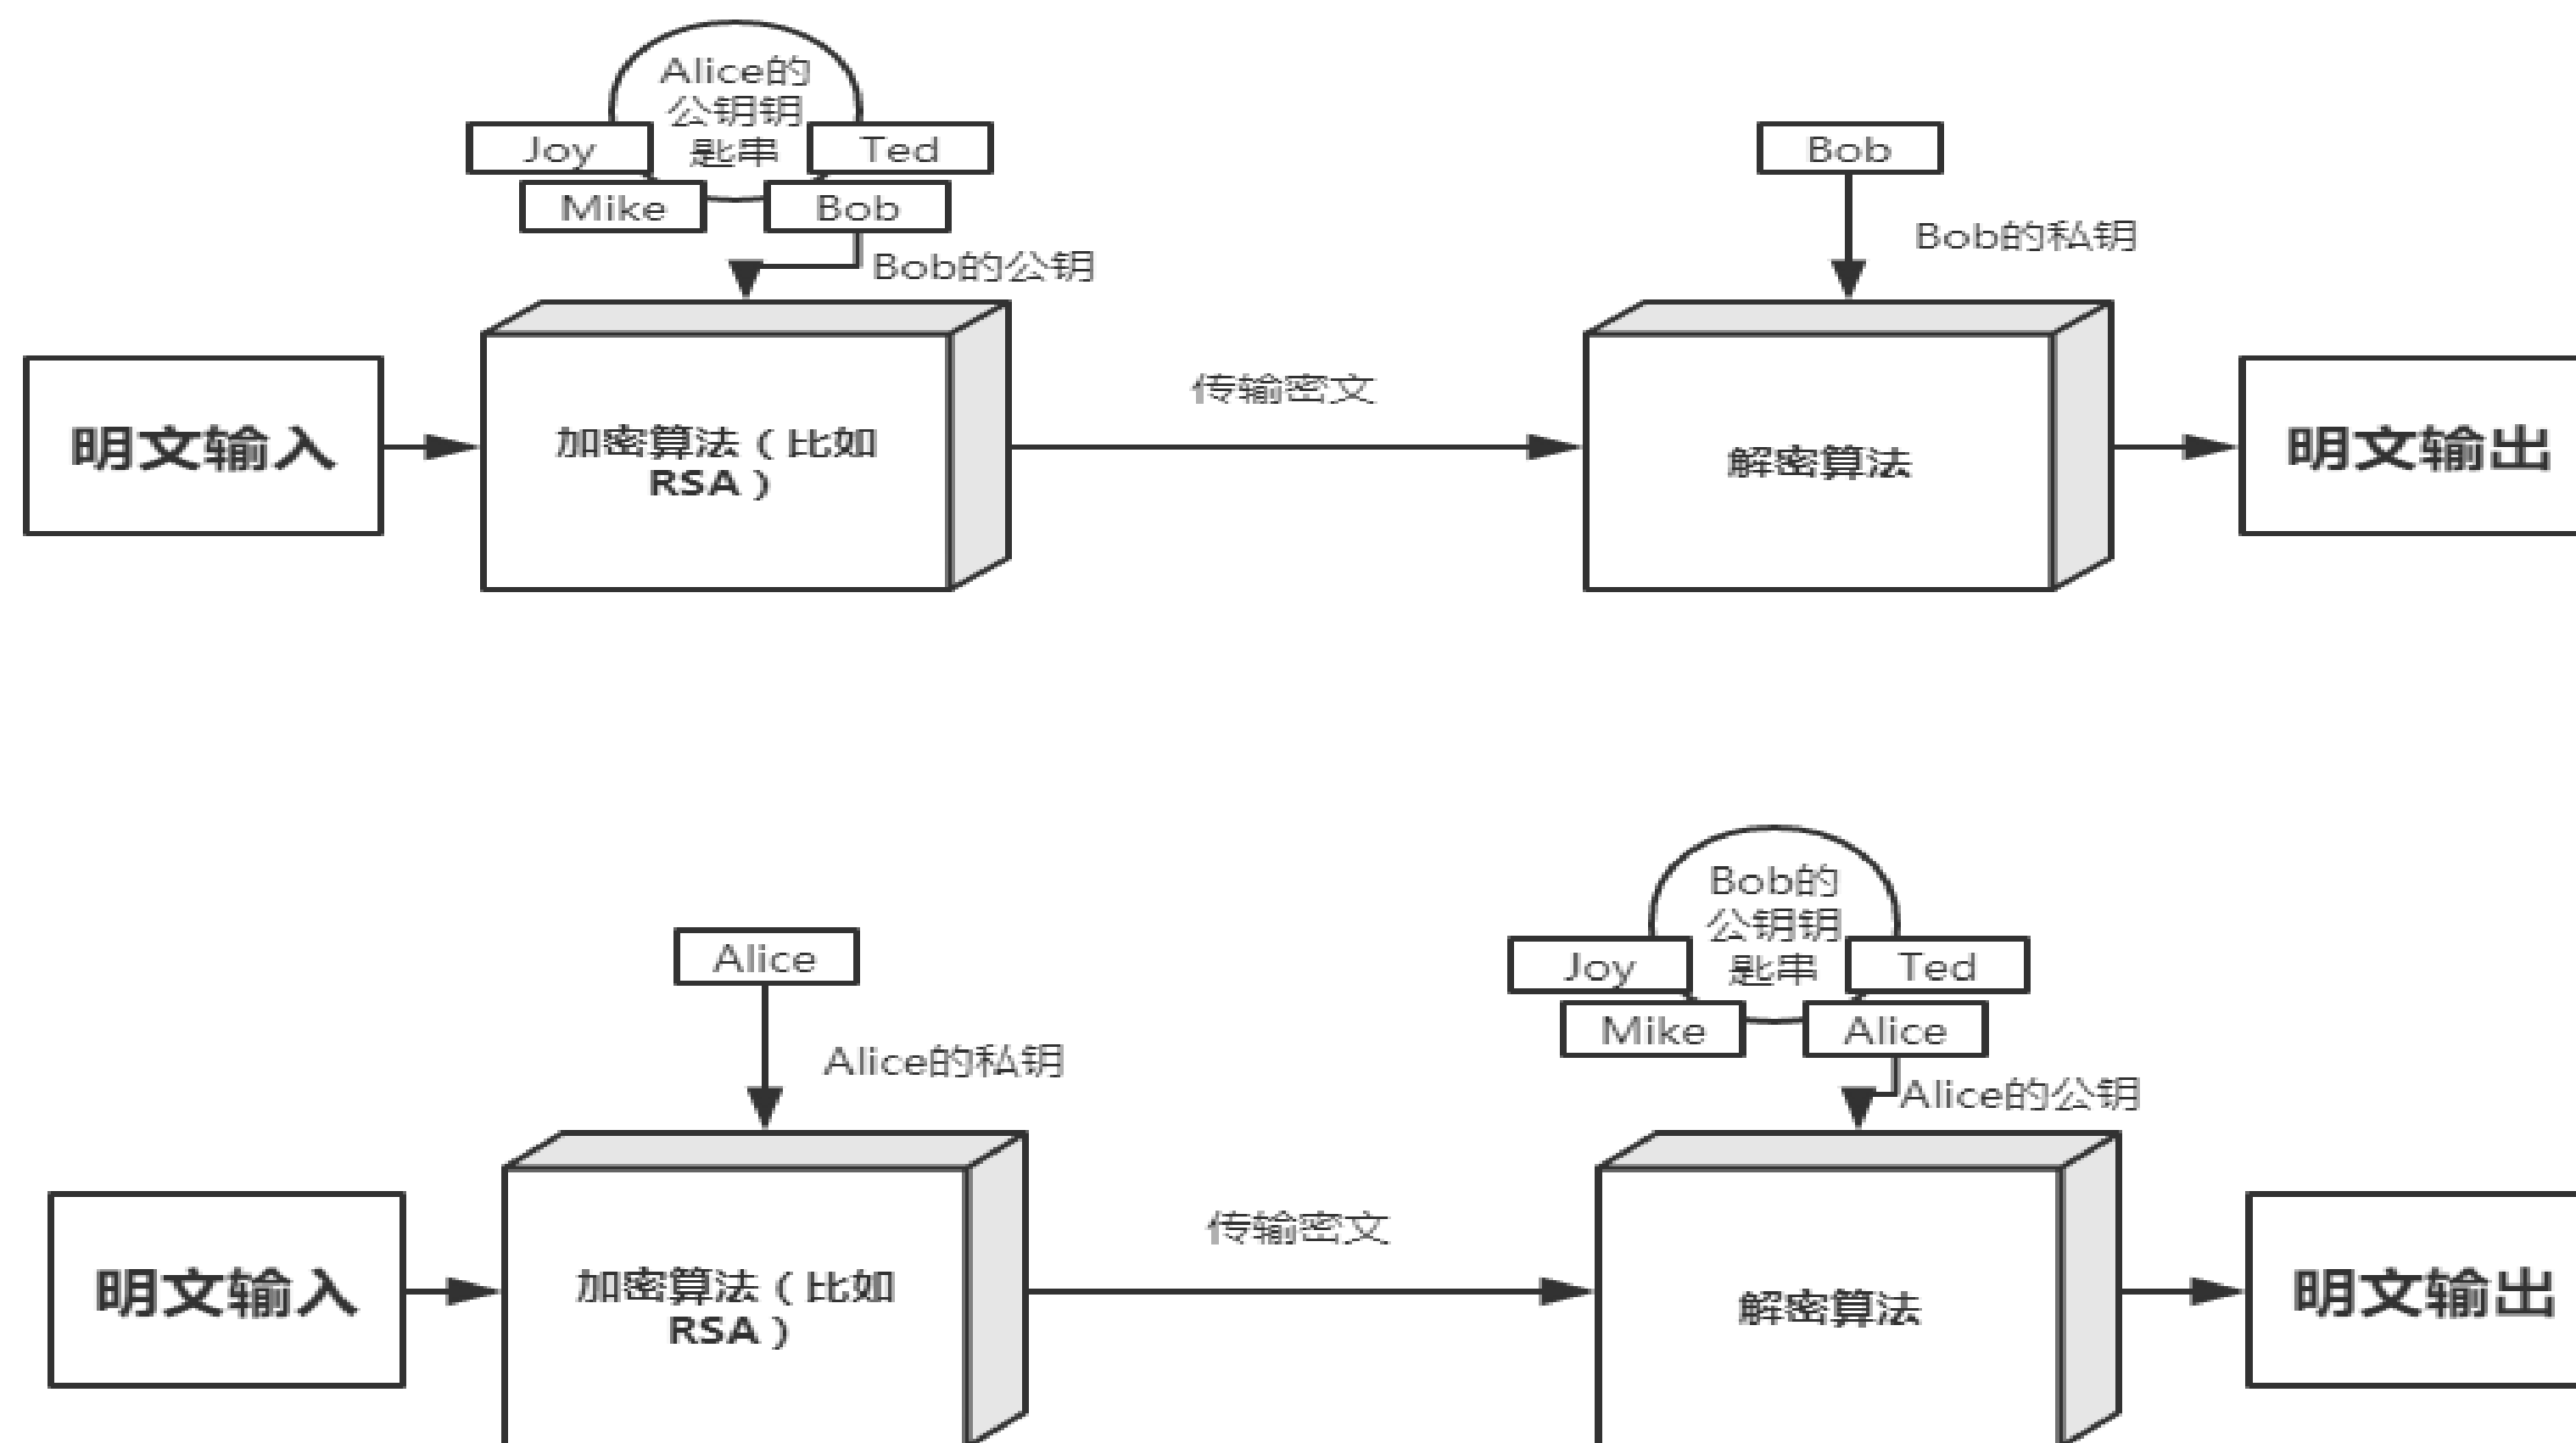 Alice的
公钥钥
匙串
Joy
Ted
Mike
Bob
Bob的公钥
Bob
Bob的私钥
明文输入
加密算法（比如
RSA）
传输密文
解密算法
明文输出
Alice
Alice的私钥
Bob的
公钥钥
匙串
Joy
Ted
Mike
Alice
Alice的公钥
明文输入
加密算法（比如
RSA）
传输密文
解密算法
明文输出